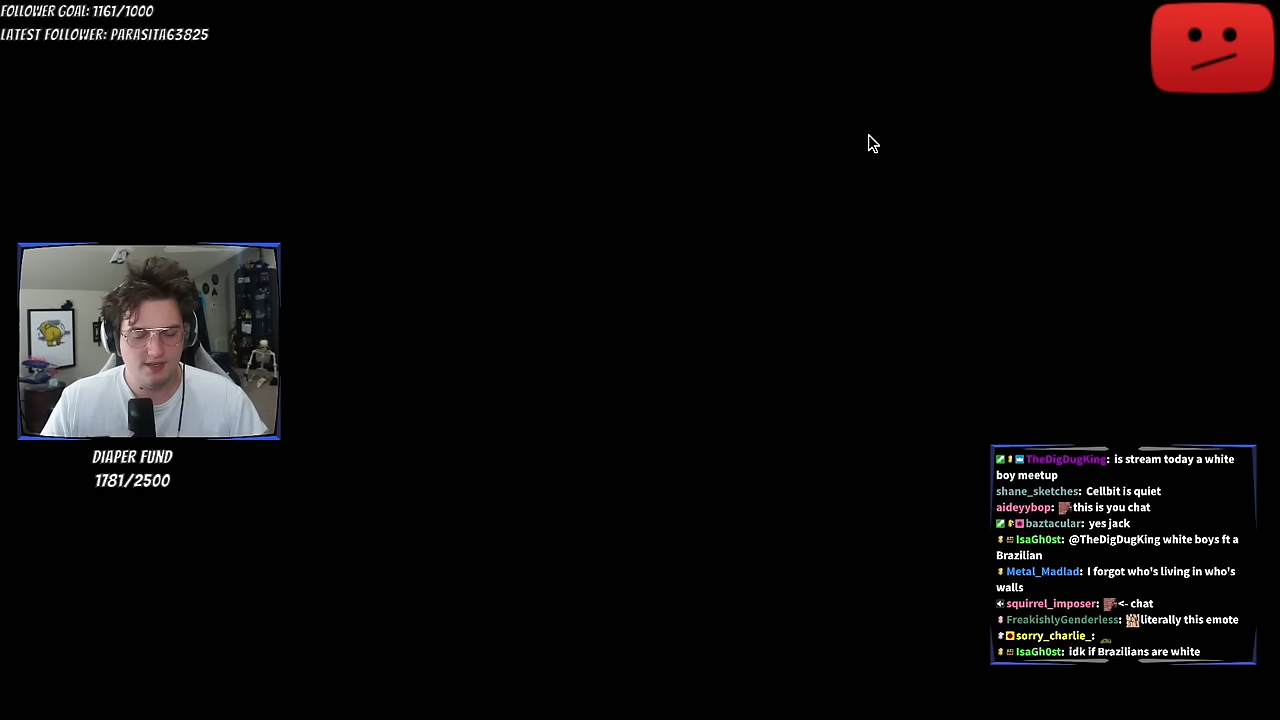 FOLLOWER GOAL: 1161/1000
LATEST FOLLOWER: PARASITA63825
DIAPER FUND
1781/2500
TheDigDugKing: is stream today a white
boy meetup
shane_sketches: Cellbit is quiet
aideyybop: this is you chat
baztacular: yes jack
IsaGh0st: @TheDigDugKing white boys ft a
Brazilian
Metal_Madlad: I forgot who's living in who's
walls
squirrel_imposer: <- chat
FreakishlyGenderless: literally this emote
sorry_charlie_:
IsaGh0st: idk if Brazilians are white